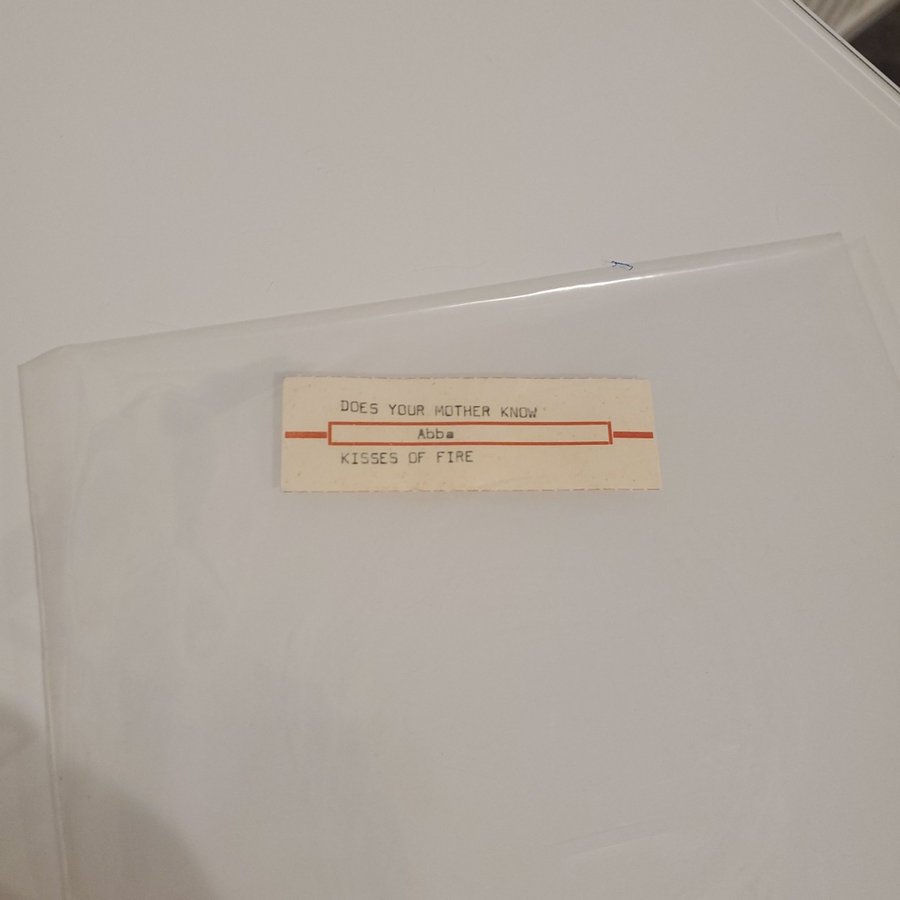 DOES YOUR MOTHER KNOW
Abba
KISSES OF FIRE